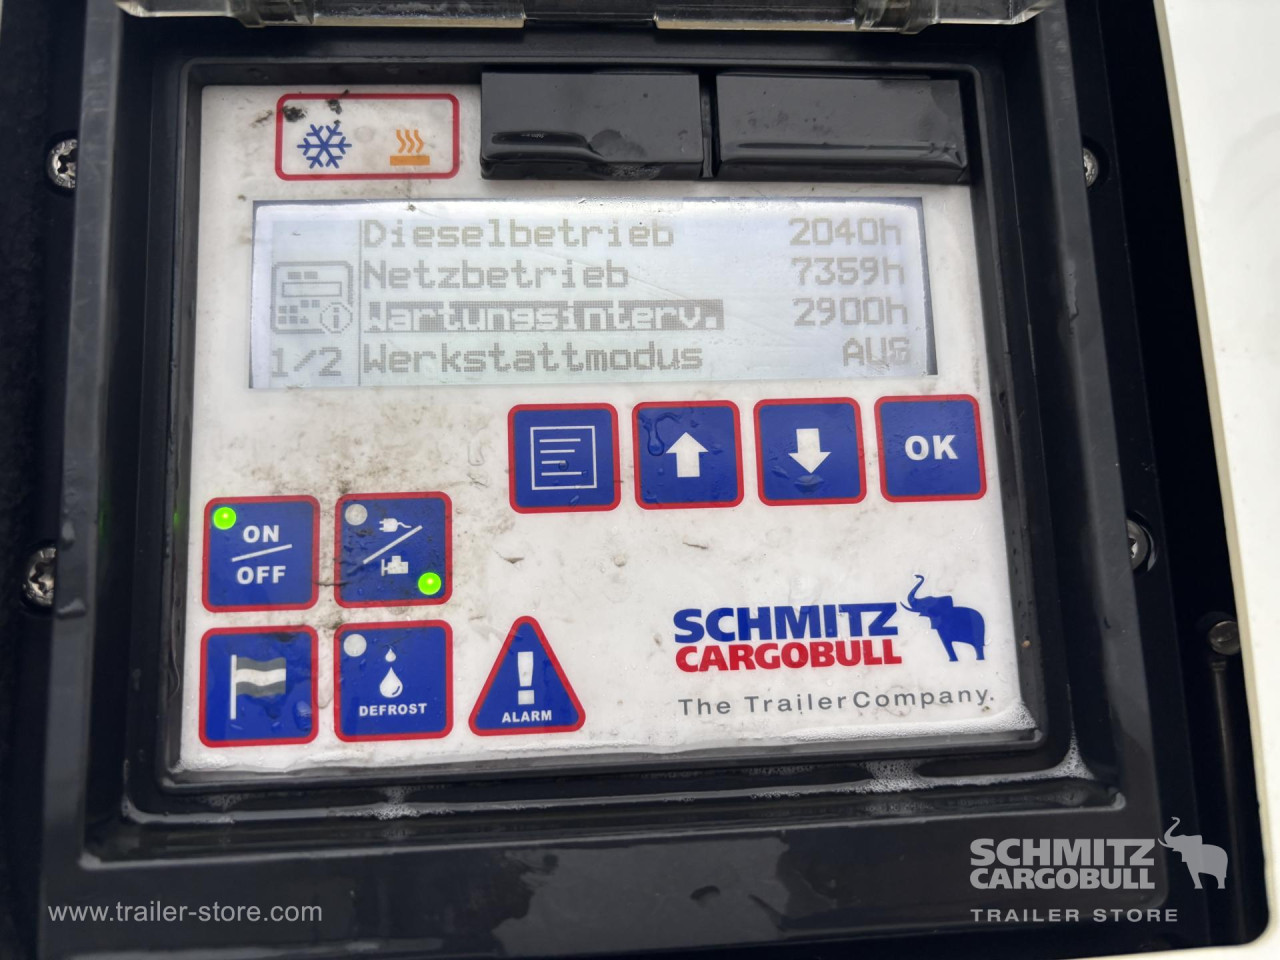 Dieselbetrieb 2040h
Netzbetrieb 7359h
Wartungsinterv. 2900h
1/2 Werkstattmodus AUS
OK
ON
OFF
DEFROST
ALARM
SCHMITZ
CARGOBULL
The TrailerCompany.
SCHMITZ
CARGOBULL
TRAILER STORE
www.trailer-store.com